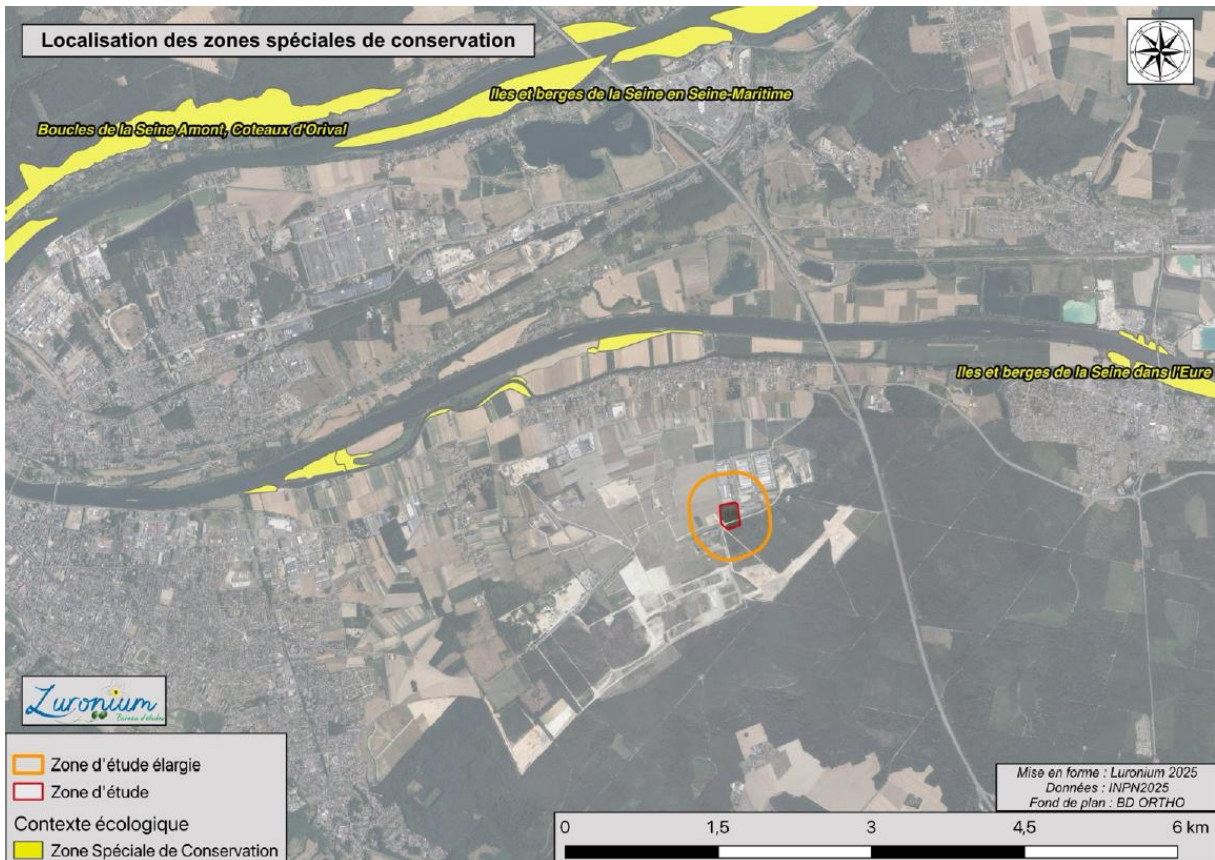 Localisation des zones spéciales de conservation
Iles et berges de la Seine en Seine-Maritime
Boucles de la Seine Amont, Coteaux d'Orival
Iles et berges de la Seine dans l'Eure
Luronium
Bureau d'études
Zone d'étude élargie
Zone d'étude
Contexte écologique
Zone Spéciale de Conservation
Mise en forme : Luronium 2025
Données : INPN2025
Fond de plan : BD ORTHO
0 1,5 3 4,5 6 km